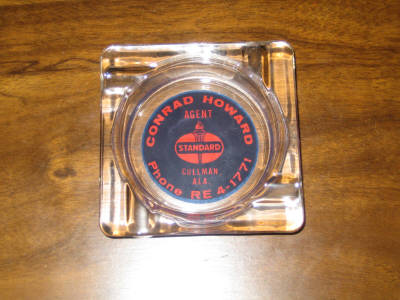 CONRAD HOWARD
AGENT
STANDARD
CULLMAN,
ALA.
Phone RE 4-1771